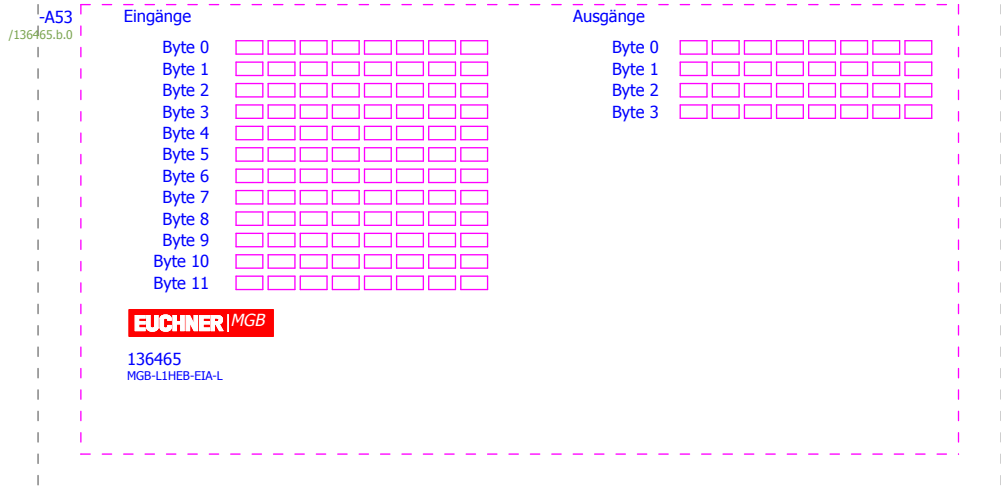 -A53
/136465.b.0
Eingänge
Byte 0
Byte 1
Byte 2
Byte 3
Byte 4
Byte 5
Byte 6
Byte 7
Byte 8
Byte 9
Byte 10
Byte 11
Ausgänge
Byte 0
Byte 1
Byte 2
Byte 3
EUCHNER|MGB
136465
MGB-L1HEB-EIA-L